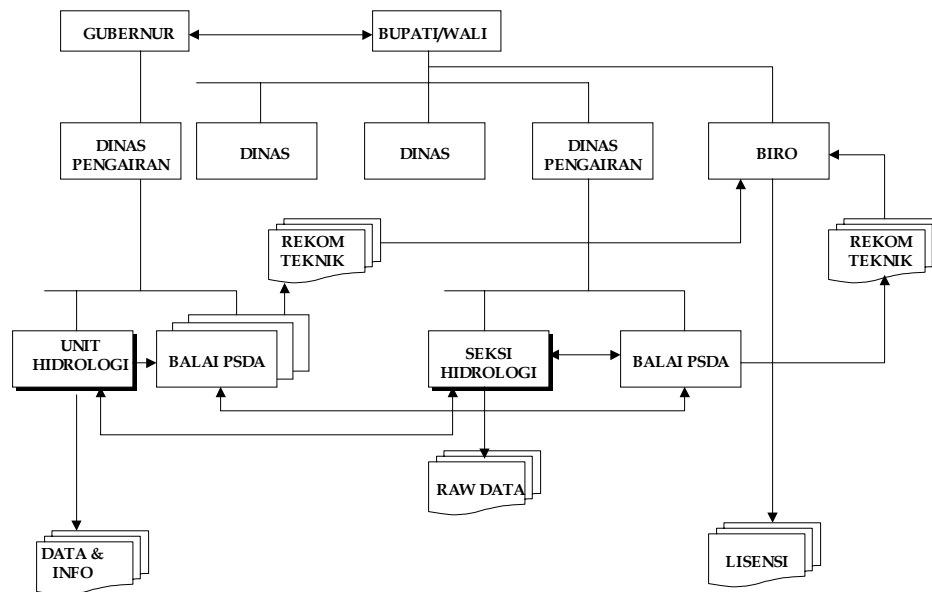 GUBERNUR
BUPATI/WALI
DINAS
PENGAIRAN
DINAS
DINAS
DINAS
PENGAIRAN
BIRO
REKOM
TEKNIK
REKOM
TEKNIK
UNIT
HIDROLOGI
BALAI PSDA
SEKSI
HIDROLOGI
BALAI PSDA
RAW DATA
DATA &
INFO
LISENSI